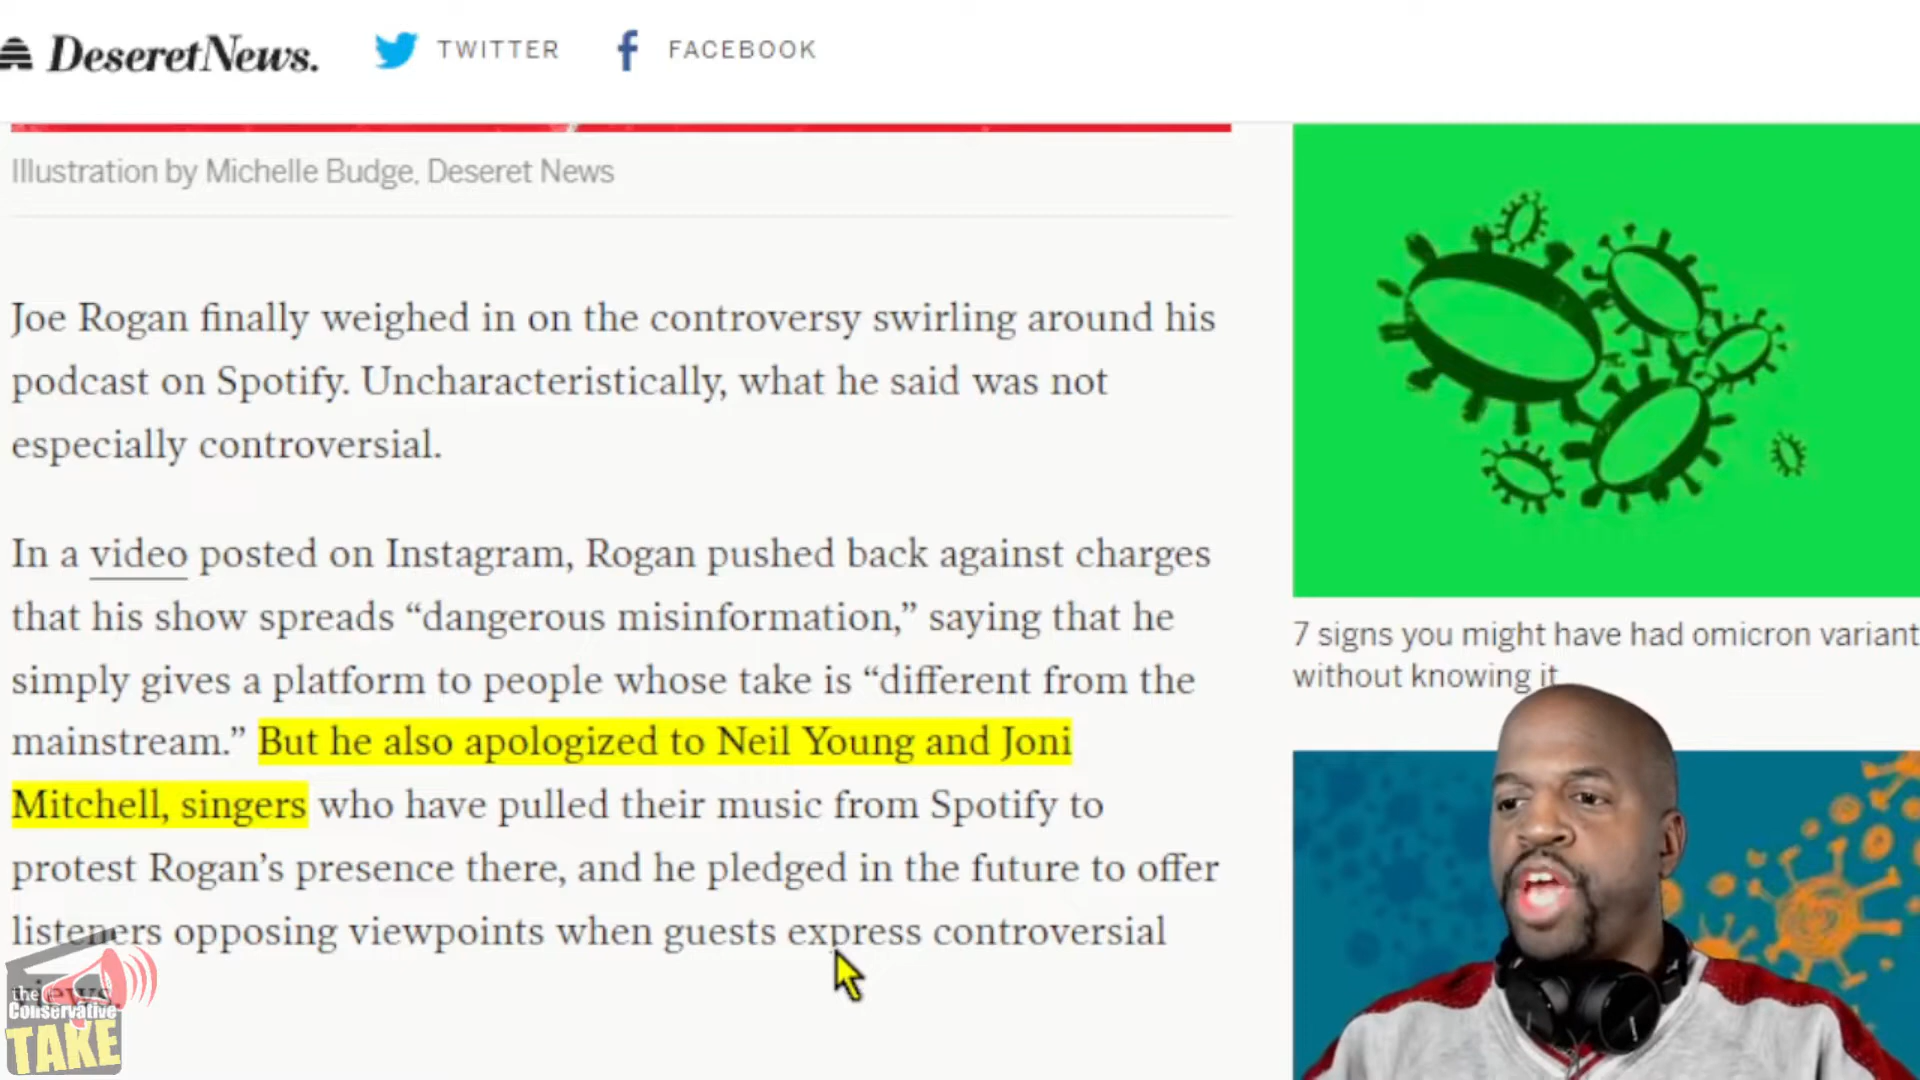 DeseretNews.
TWITTER
FACEBOOK
Illustration by Michelle Budge, Deseret News
Joe Rogan finally weighed in on the controversy swirling around his
podcast on Spotify. Uncharacteristically, what he said was not
especially controversial.
In a video posted on Instagram, Rogan pushed back against charges
that his show spreads “dangerous misinformation,” saying that he
simply gives a platform to people whose take is “different from the
mainstream.” But he also apologized to Neil Young and Joni
Mitchell, singers who have pulled their music from Spotify to
protest Rogan’s presence there, and he pledged in the future to offer
listeners opposing viewpoints when guests express controversial
views.
7 signs you might have had omicron variant
without knowing it
the
Conservative
TAKE